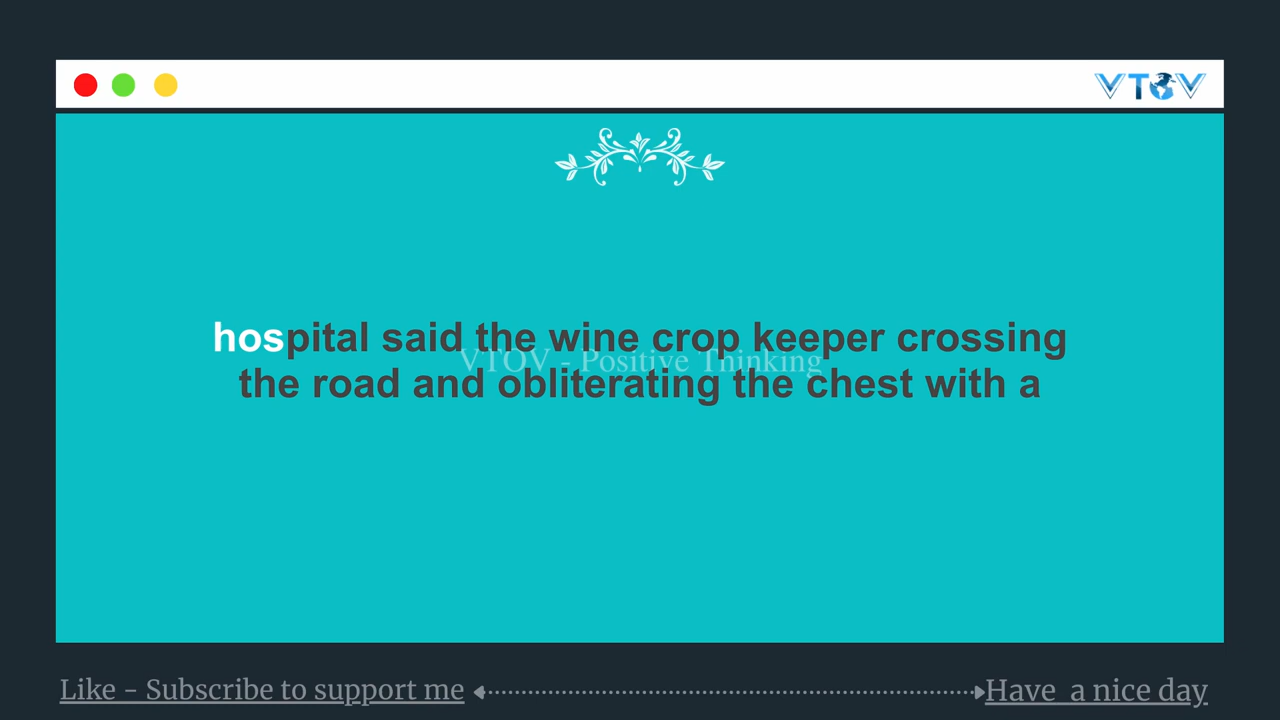 VTOV
hospital said the wine crop keeper crossing
VTOV - Positive Thinking
the road and obliterating the chest with a
Like - Subscribe to support me
Have a nice day